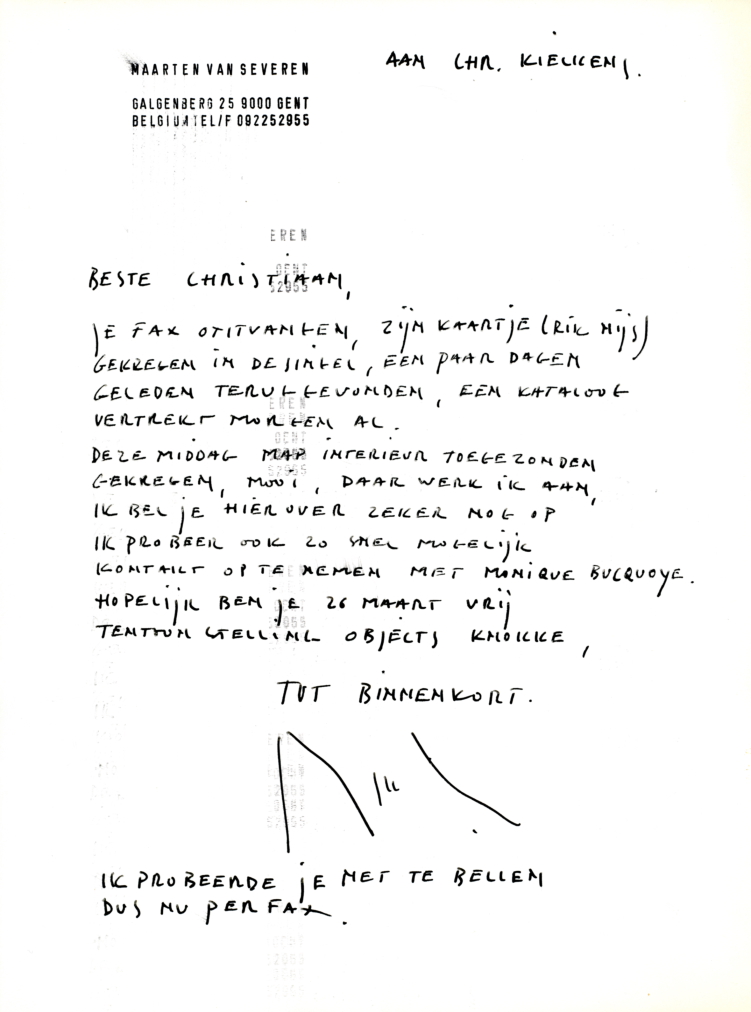 MAARTEN VAN SEVEREN
AAN CHR. KIECKENS.
GALGENBERG 25 9000 GENT
BELGIUM TEL/F 092252955
EREN
GENT
52955
BESTE CHRISTIAAN,
JE FAX ONTVANGEN, ZIJN KAARTJE (RIK NIJS)
GEKREGEN IN DE SINGEL, EEN PAAR DAGEN
GELEDEN TERUGGEVONDEN, EEN KATALOOG
VERTREKT MORGEN AL.
DEZE MIDDAG MAP INTERIEUR TOEGEZONDEN
GEKREGEN, MOOI, DAAR WERK IK AAN,
IK BEL JE HIEROVER ZEKER NOG OP
IK PROBEER OOK ZO SNEL MOGELIJK
KONTAKT OP TE NEMEN MET MONIQUE BUCQUOYE.
HOPELIJK BEN JE 26 MAART VRIJ
TENTOONSTELLING OBJECTS KNOKKE,
TOT BINNENKORT.
IK PROBEERDE JE NET TE BELLEN
DUS NU PER FAX.